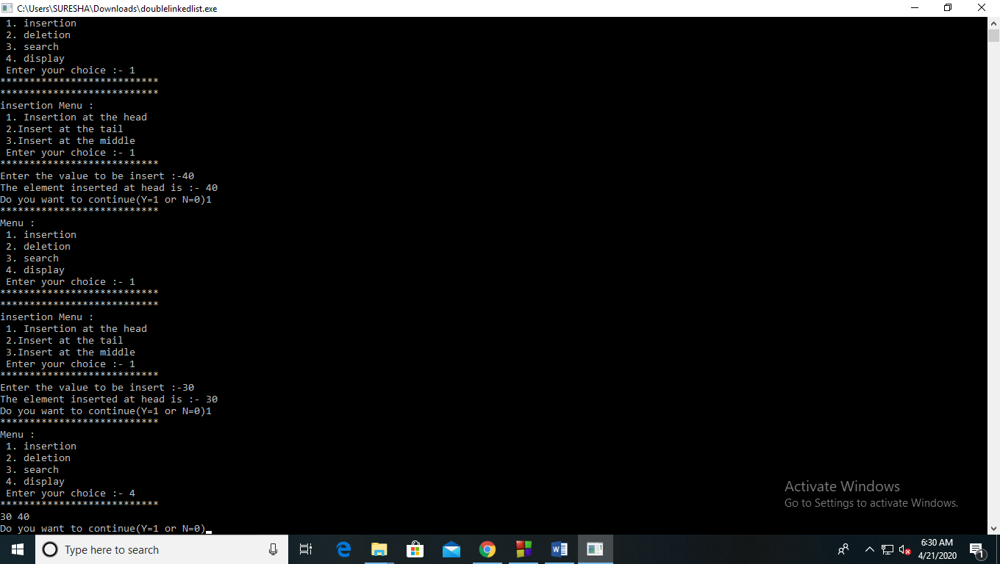 C:\Users\SURESHA\Downloads\doublelinkedlist.exe
1. insertion
2. deletion
3. search
4. display
Enter your choice :- 1
***************************
***************************
insertion Menu :
1. Insertion at the head
2.Insert at the tail
3.Insert at the middle
Enter your choice :- 1
***************************
Enter the value to be insert :-40
The element inserted at head is :- 40
Do you want to continue(Y=1 or N=0)1
***************************
Menu :
1. insertion
2. deletion
3. search
4. display
Enter your choice :- 1
***************************
***************************
insertion Menu :
1. Insertion at the head
2.Insert at the tail
3.Insert at the middle
Enter your choice :- 1
***************************
Enter the value to be insert :-30
The element inserted at head is :- 30
Do you want to continue(Y=1 or N=0)1
***************************
Menu :
1. insertion
2. deletion
3. search
4. display
Enter your choice :- 4
***************************
30 40
Do you want to continue(Y=1 or N=0)
Activate Windows
Go to Settings to activate Windows.
Type here to search
6:30 AM
4/21/2020
1